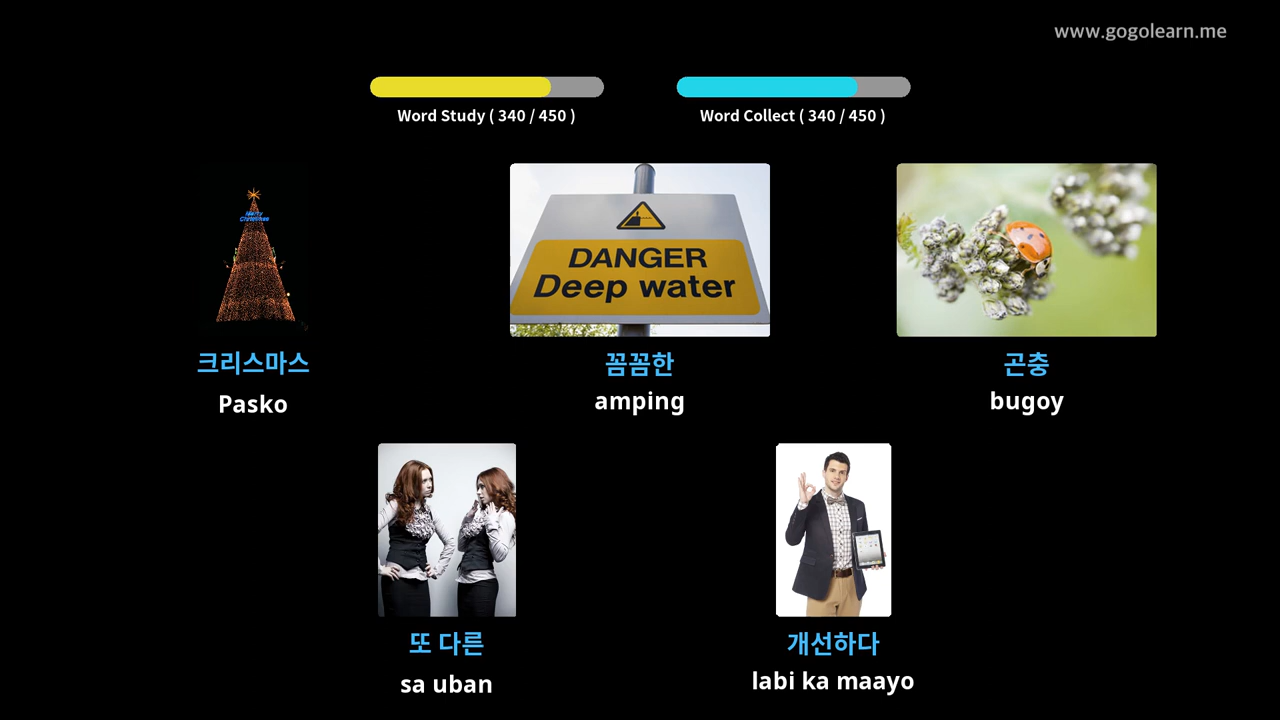 www.gogolearn.me
Word Study ( 340 / 450 )
Word Collect ( 340 / 450 )
Merry
Christmas
DANGER
Deep water
크리스마스
꼼꼼한
곤충
Pasko
amping
bugoy
또 다른
개선하다
sa uban
labi ka maayo